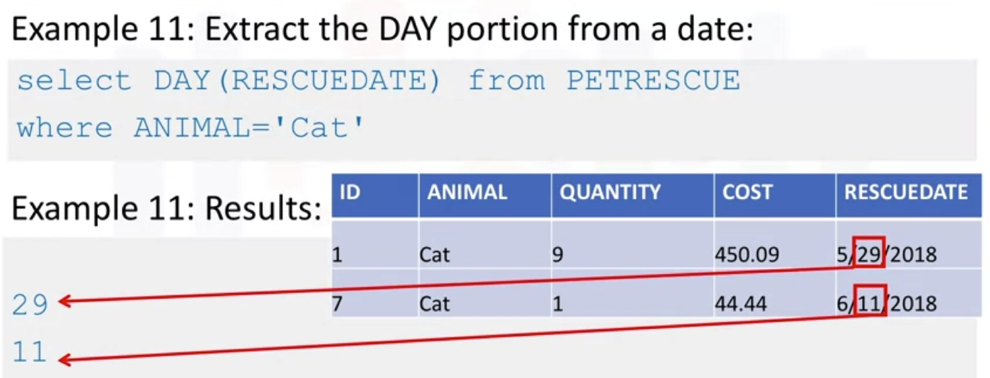 Example 11: Extract the DAY portion from a date:
select DAY(RESCUEDATE) from PETRESCUE
where ANIMAL='Cat'
Example 11: Results:
ID ANIMAL QUANTITY COST RESCUEDATE
1 Cat 9 450.09 5/29/2018
7 Cat 1 44.44 6/11/2018
29
11